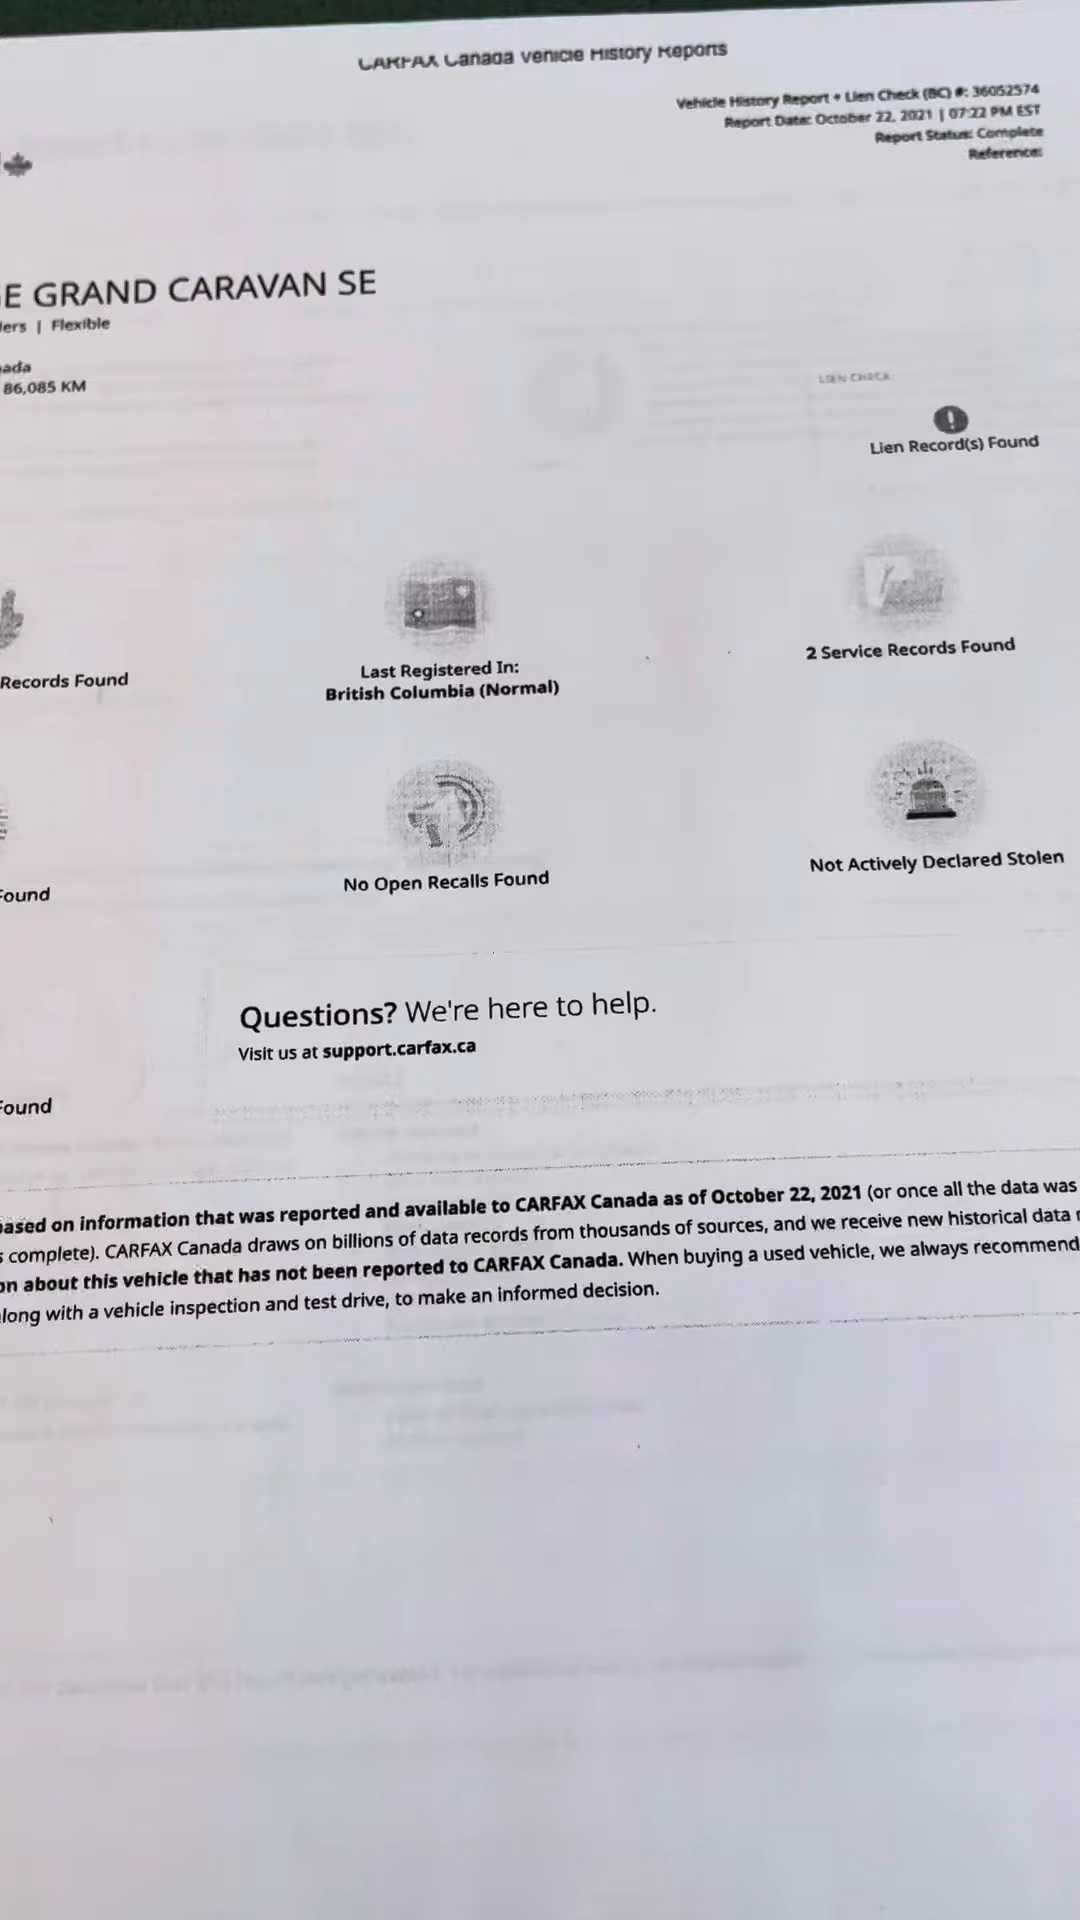 CARFAX Canada Vehicle History Reports
Vehicle History Report + Lien Check (BC) #: 36052574
Report Date: October 22, 2021 | 07:22 PM EST
Report Status: Complete
Reference:
GE GRAND CARAVAN SE
ders | Flexible
nada
86,085 KM
LIEN CHECK
Lien Record(s) Found
Records Found
Last Registered In:
British Columbia (Normal)
2 Service Records Found
Found
No Open Recalls Found
Not Actively Declared Stolen
Questions? We're here to help.
Visit us at support.carfax.ca
Found
based on information that was reported and available to CARFAX Canada as of October 22, 2021 (or once all the data was
s complete). CARFAX Canada draws on billions of data records from thousands of sources, and we receive new historical data
on about this vehicle that has not been reported to CARFAX Canada. When buying a used vehicle, we always recommend
along with a vehicle inspection and test drive, to make an informed decision.